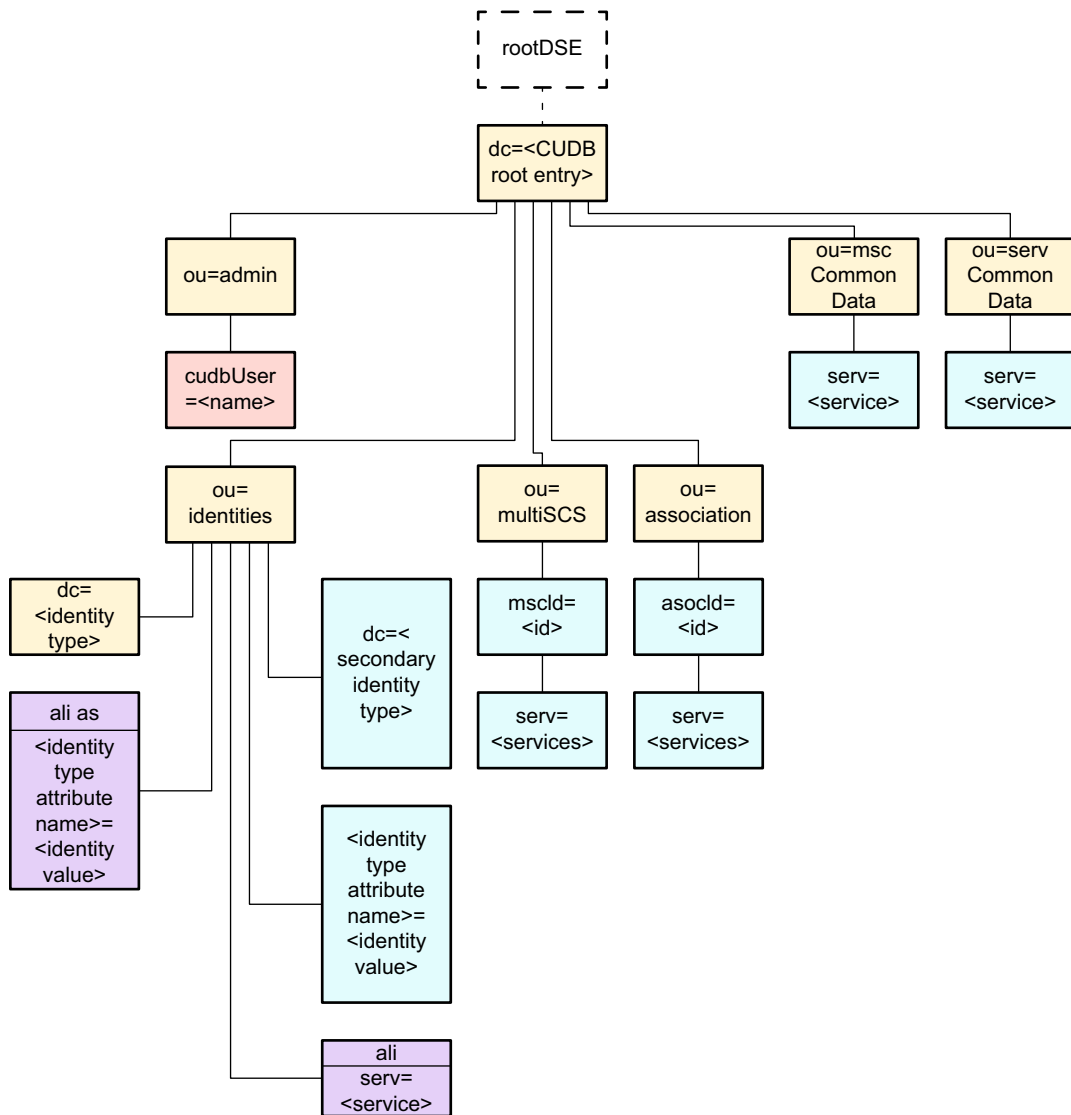 rootDSE
dc=<CUDB
root entry>
ou=admin
ou=msc
Common
Data
ou=serv
Common
Data
cudbUser
=<name>
serv=
<service>
serv=
<service>
ou=
identities
ou=
multiSCS
ou=
association
dc=
<identity
type>
dc=<
secondary
identity
type>
mscId=
<id>
asocId=
<id>
ali as
<identity
type
attribute
name>=
<identity
value>
serv=
<services>
serv=
<services>
<identity
type
attribute
name>=
<identity
value>
ali
serv=
<service>